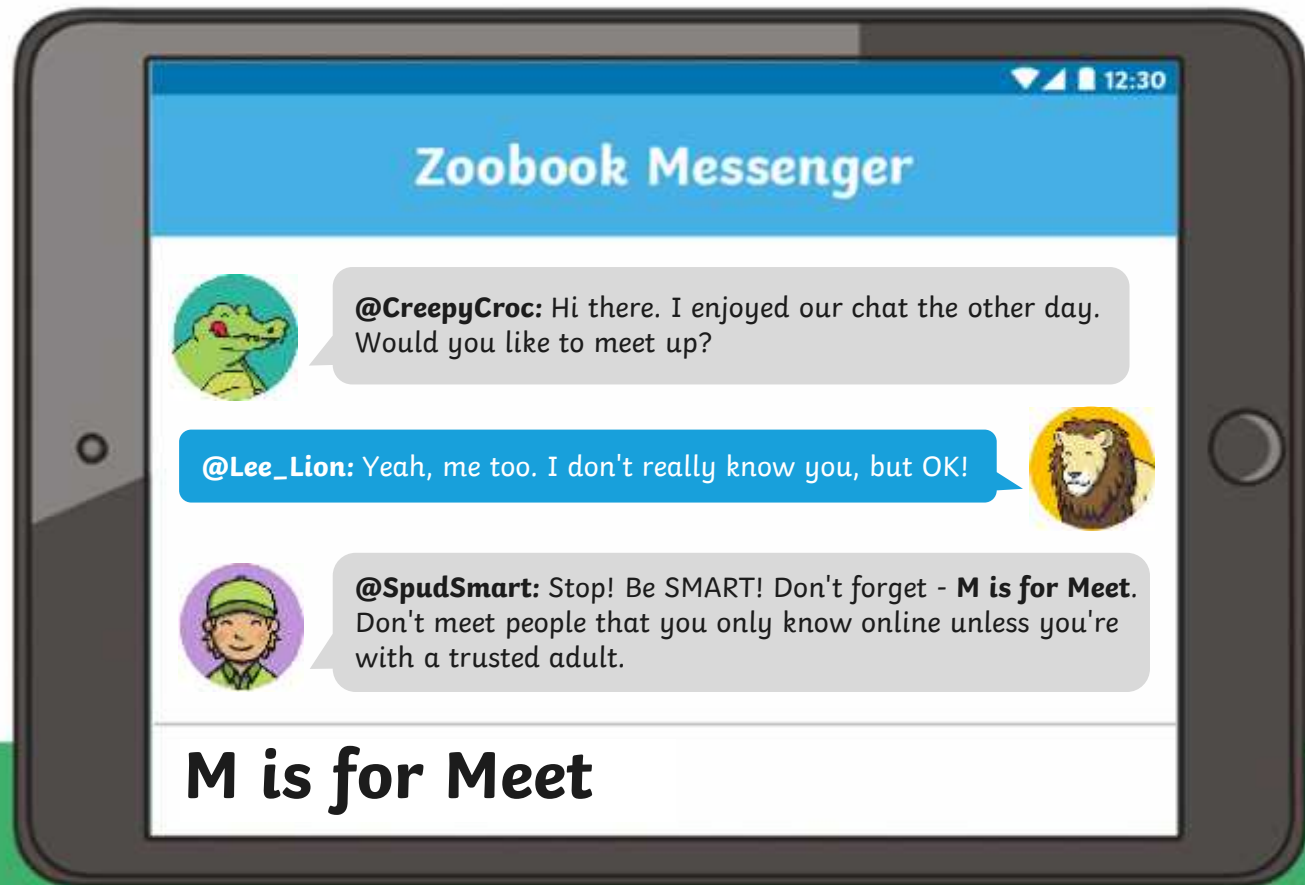 12:30
Zoobook Messenger
@CreepyCroc: Hi there. I enjoyed our chat the other day.
Would you like to meet up?
@Lee_Lion: Yeah, me too. I don't really know you, but OK!
@SpudSmart: Stop! Be SMART! Don't forget - M is for Meet.
Don't meet people that you only know online unless you're
with a trusted adult.
M is for Meet